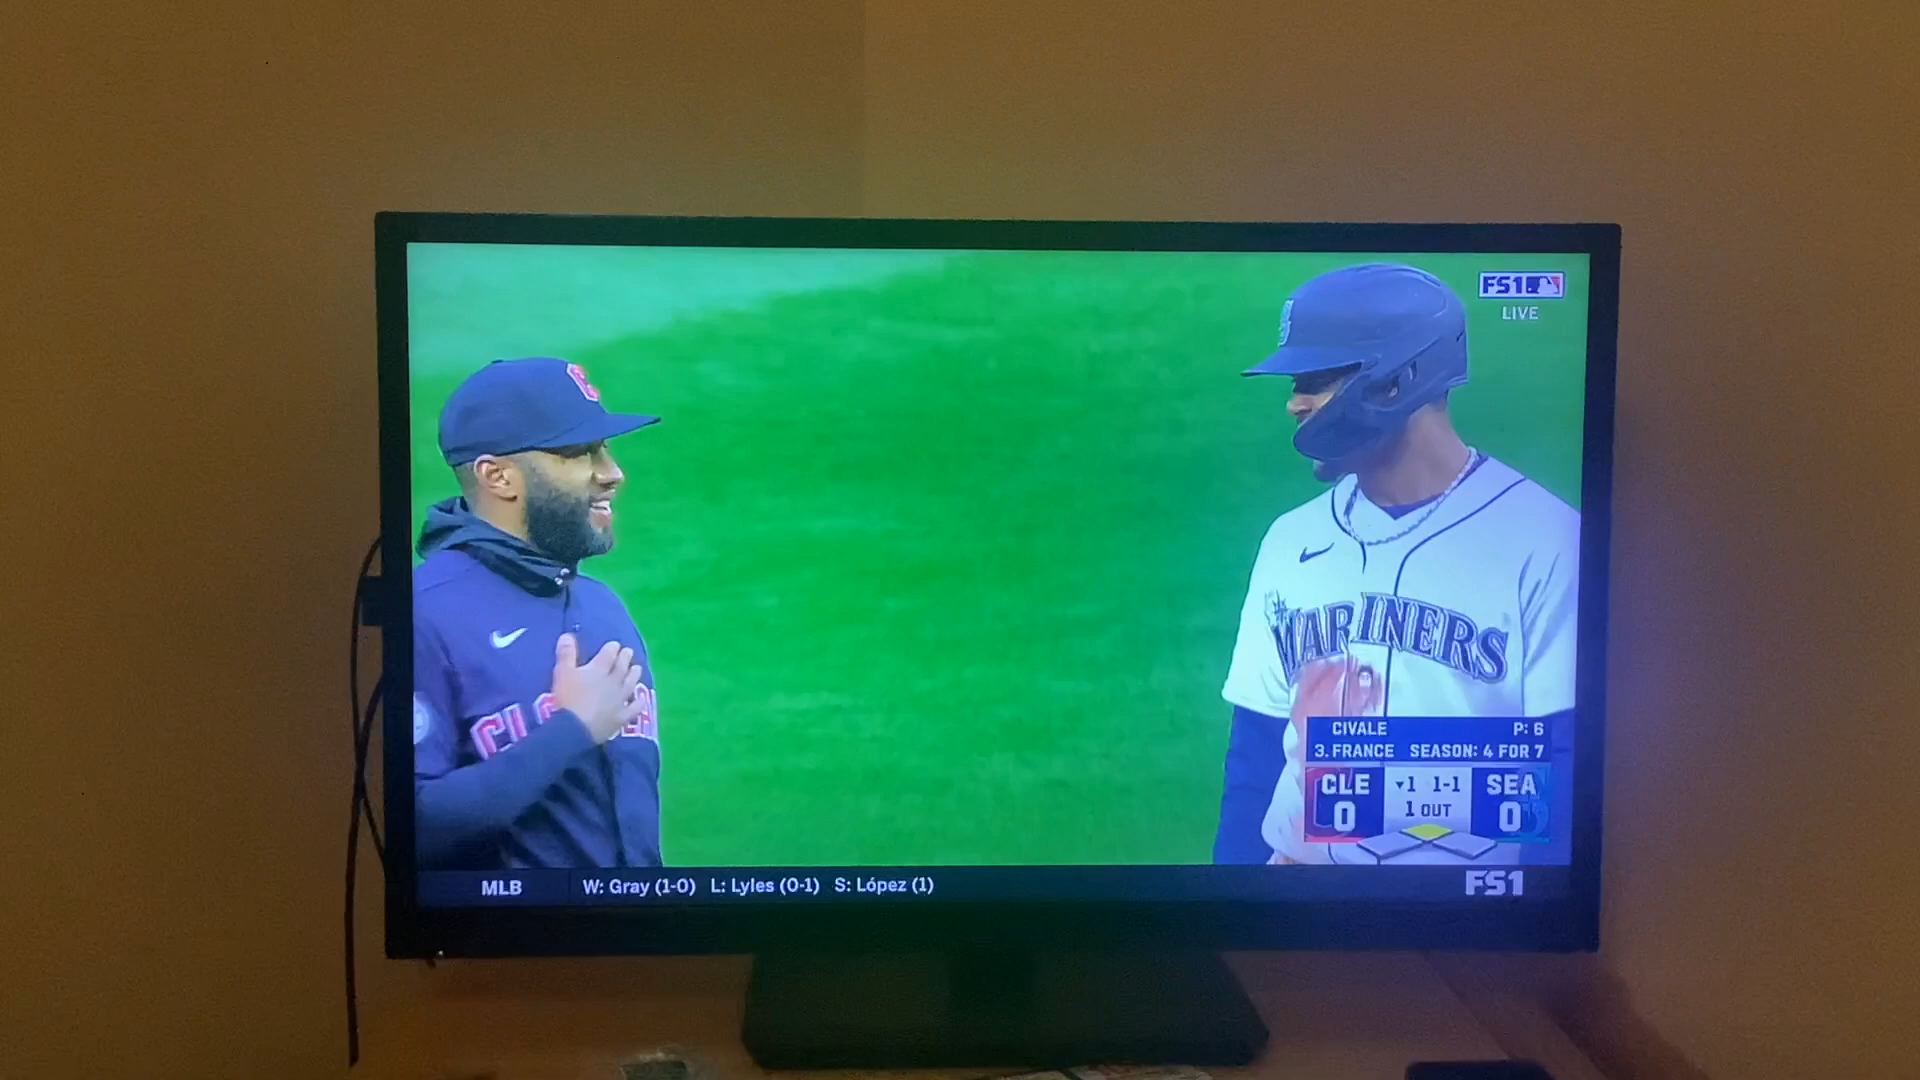 FS1
LIVE
C
S
MARINERS
CIVALE P: 6
3. FRANCE SEASON: 4 FOR 7
CLE ▾1 1-1 SEA
0 1 OUT 0
MLB W: Gray (1-0) L: Lyles (0-1) S: López (1) FS1